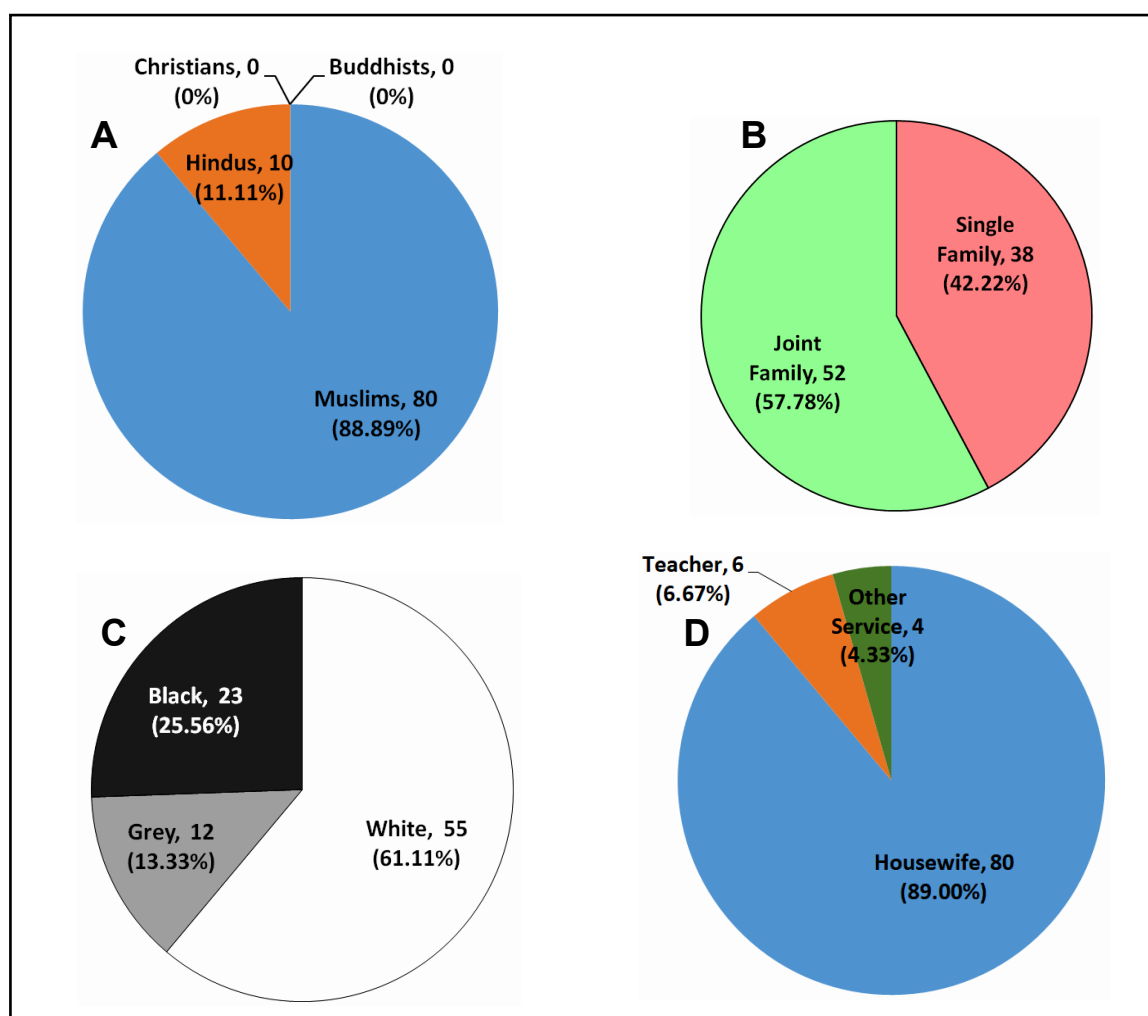 Christians, 0
(0%)
Buddhists, 0
(0%)
A
Hindus, 10
(11.11%)
Muslims, 80
(88.89%)
B
Single
Family, 38
(42.22%)
Joint
Family, 52
(57.78%)
C
Black, 23
(25.56%)
Grey, 12
(13.33%)
White, 55
(61.11%)
Teacher, 6
(6.67%)
D
Other
Service, 4
(4.33%)
Housewife, 80
(89.00%)